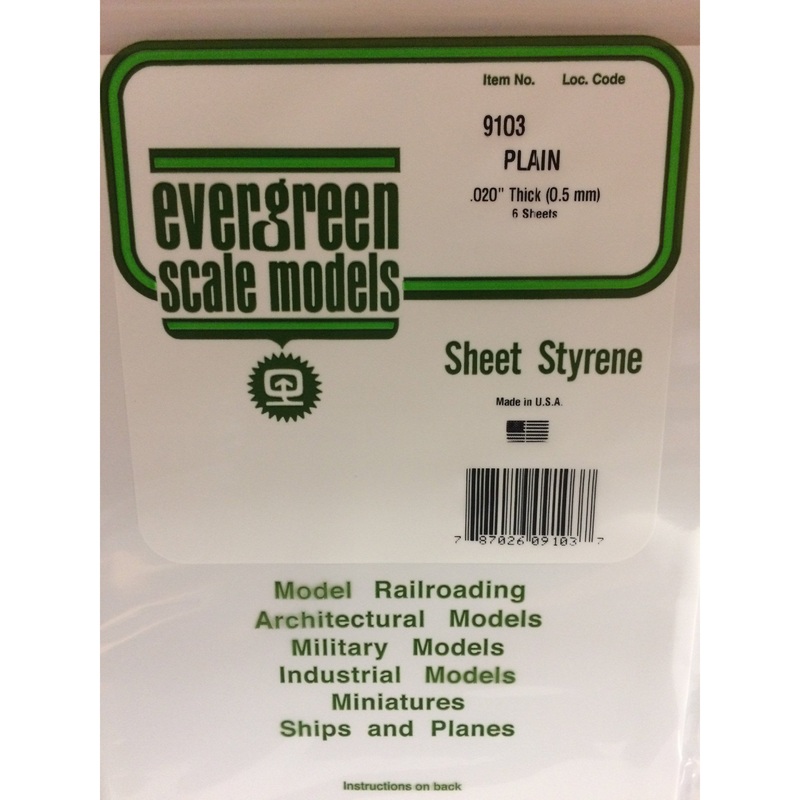 Item No. Loc. Code
9103
PLAIN
.020" Thick (0.5 mm)
6 Sheets
evergreen
scale models
Sheet Styrene
Made in U.S.A.
7 87026 09103 7
Model Railroading
Architectural Models
Military Models
Industrial Models
Miniatures
Ships and Planes
Instructions on back